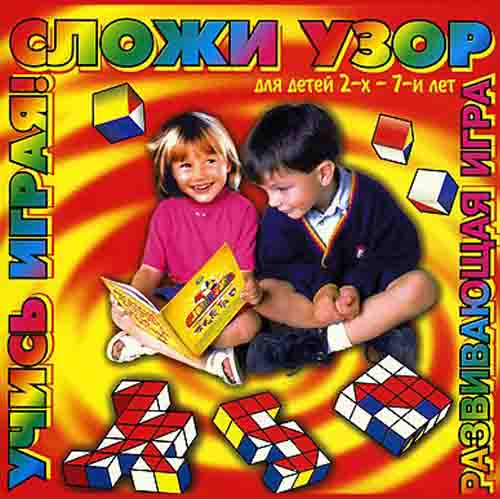 СЛОЖИ УЗОР
для детей 2-х - 7-и лет
УЧИСЬ ИГРАЯ!
РАЗВИВАЮЩАЯ ИГРА